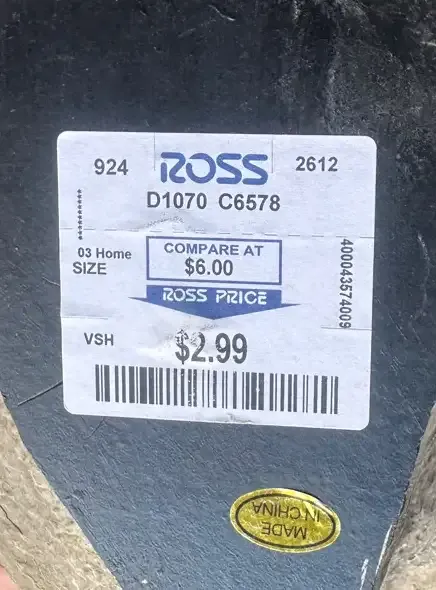 924 ROSS 2612
D1070 C6578
**********
03 Home
SIZE
COMPARE AT
$6.00
ROSS PRICE
400043574009
VSH
$2.99
MADE
IN CHINA